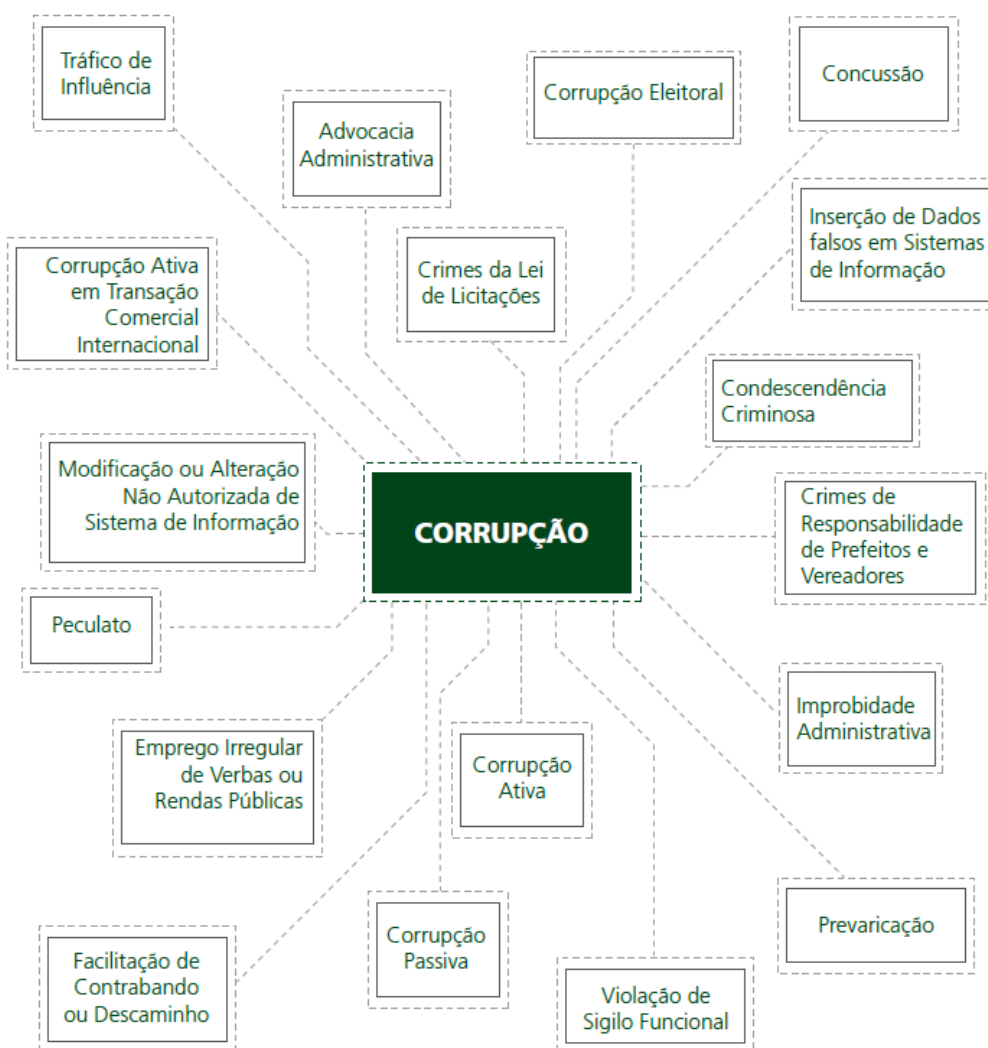 Tráfico de
Influência
Advocacia
Administrativa
Corrupção Eleitoral
Concussão
Corrupção Ativa
em Transação
Comercial
Internacional
Crimes da Lei
de Licitações
Inserção de Dados
falsos em Sistemas
de Informação
Condescendência
Criminosa
Modificação ou Alteração
Não Autorizada de
Sistema de Informação
CORRUPÇÃO
Crimes de
Responsabilidade
de Prefeitos e
Vereadores
Peculato
Improbidade
Administrativa
Emprego Irregular
de Verbas ou
Rendas Públicas
Corrupção
Ativa
Prevaricação
Corrupção
Passiva
Facilitação de
Contrabando
ou Descaminho
Violação de
Sigilo Funcional